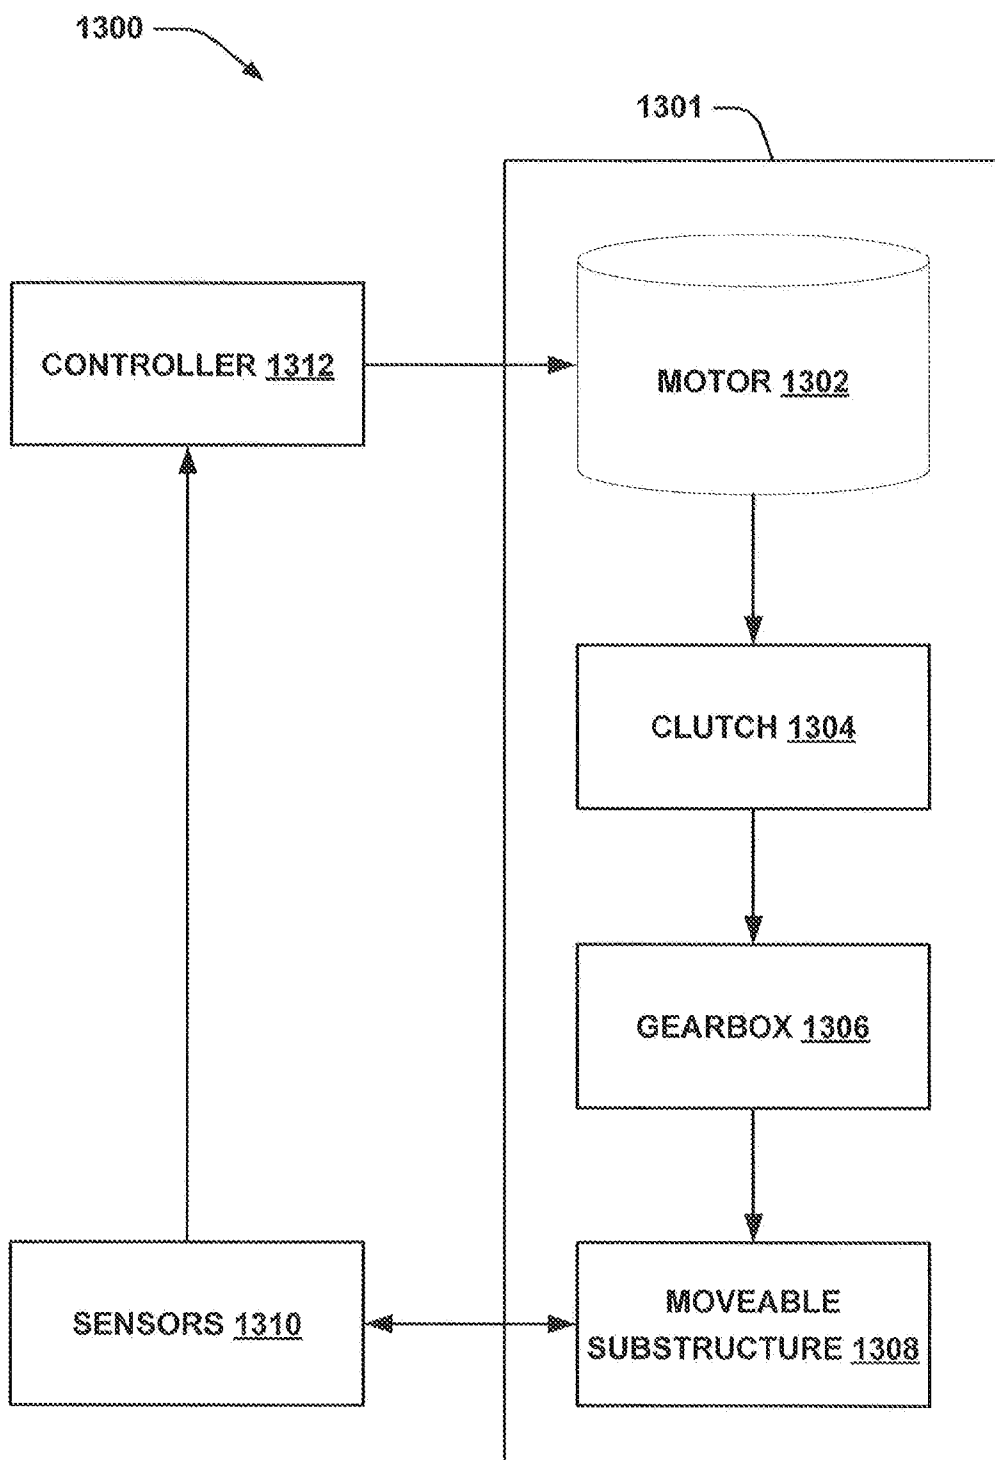 1300
1301
CONTROLLER 1312
MOTOR 1302
CLUTCH 1304
GEARBOX 1306
SENSORS 1310
MOVEABLE
SUBSTRUCTURE 1308